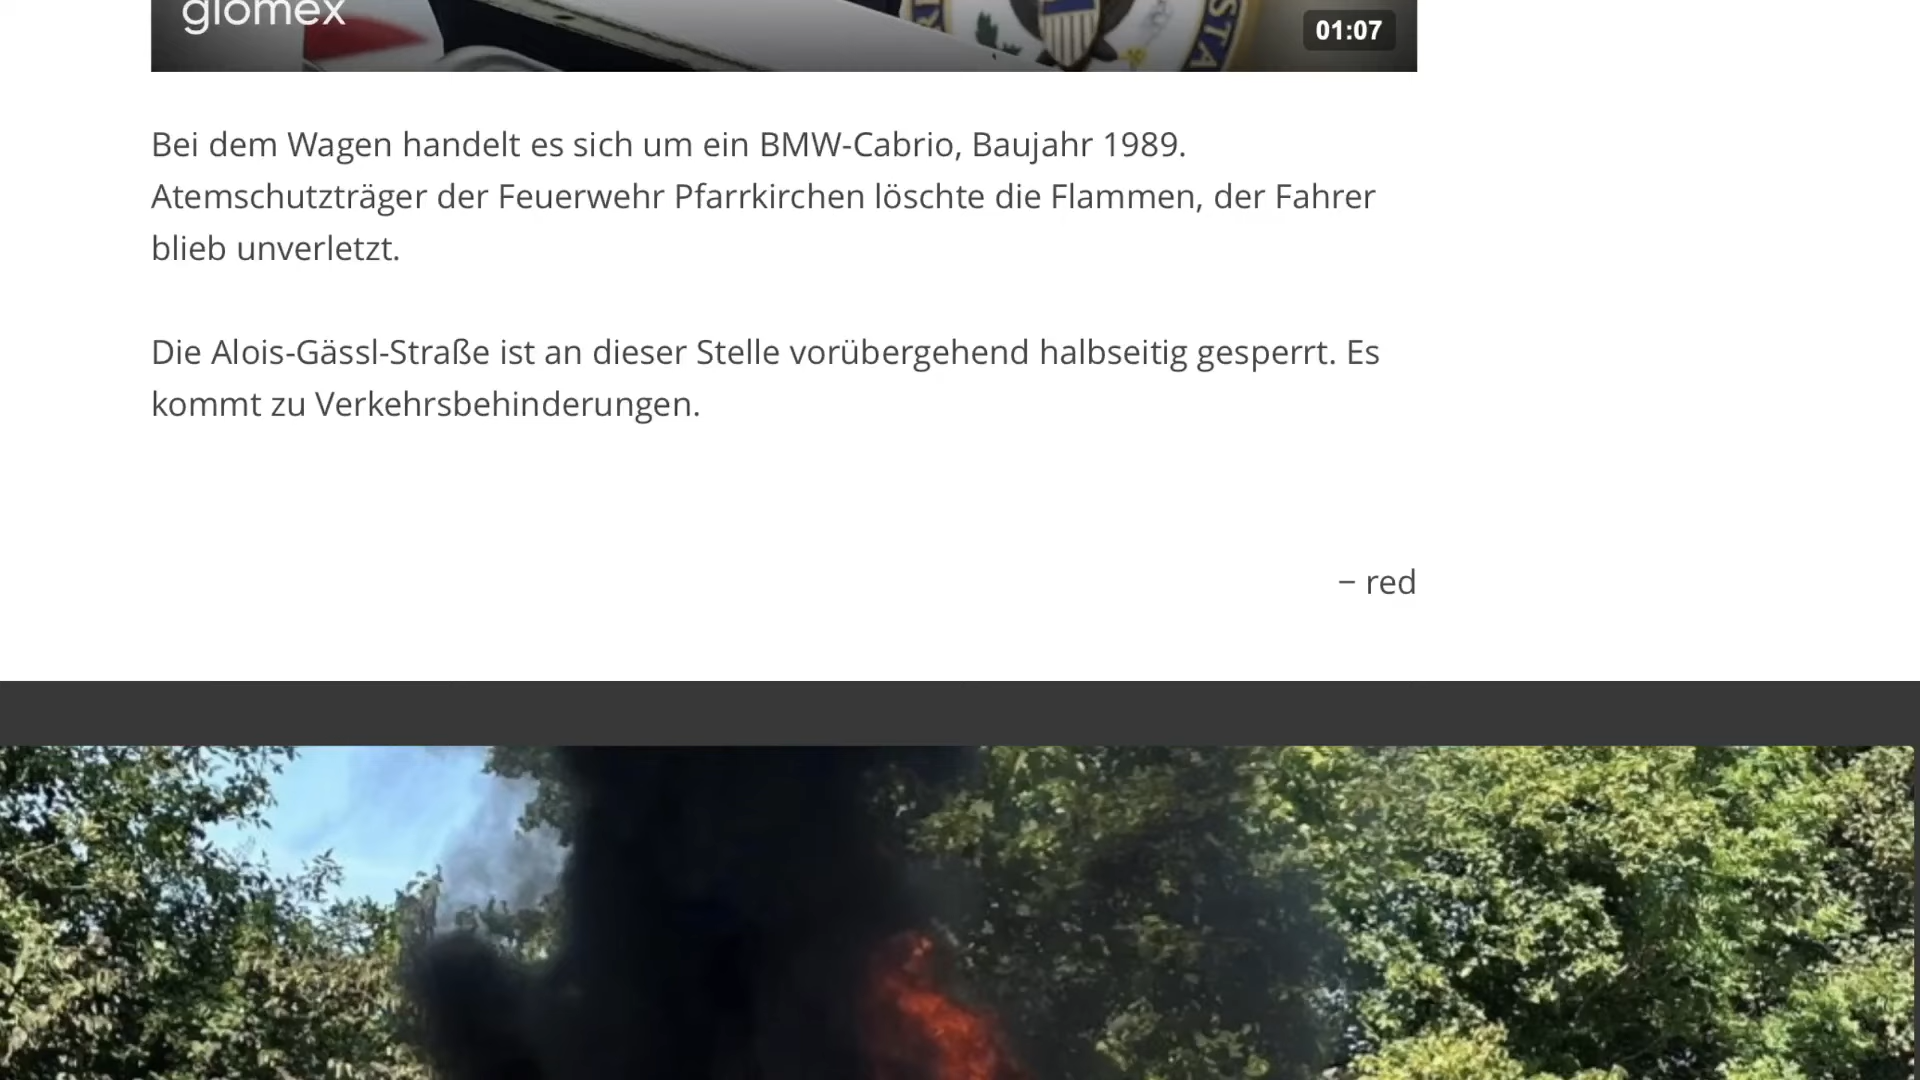 glomex
STA
01:07
Bei dem Wagen handelt es sich um ein BMW-Cabrio, Baujahr 1989.
Atemschutzträger der Feuerwehr Pfarrkirchen löschte die Flammen, der Fahrer
blieb unverletzt.
Die Alois-Gässl-Straße ist an dieser Stelle vorübergehend halbseitig gesperrt. Es
kommt zu Verkehrsbehinderungen.
– red